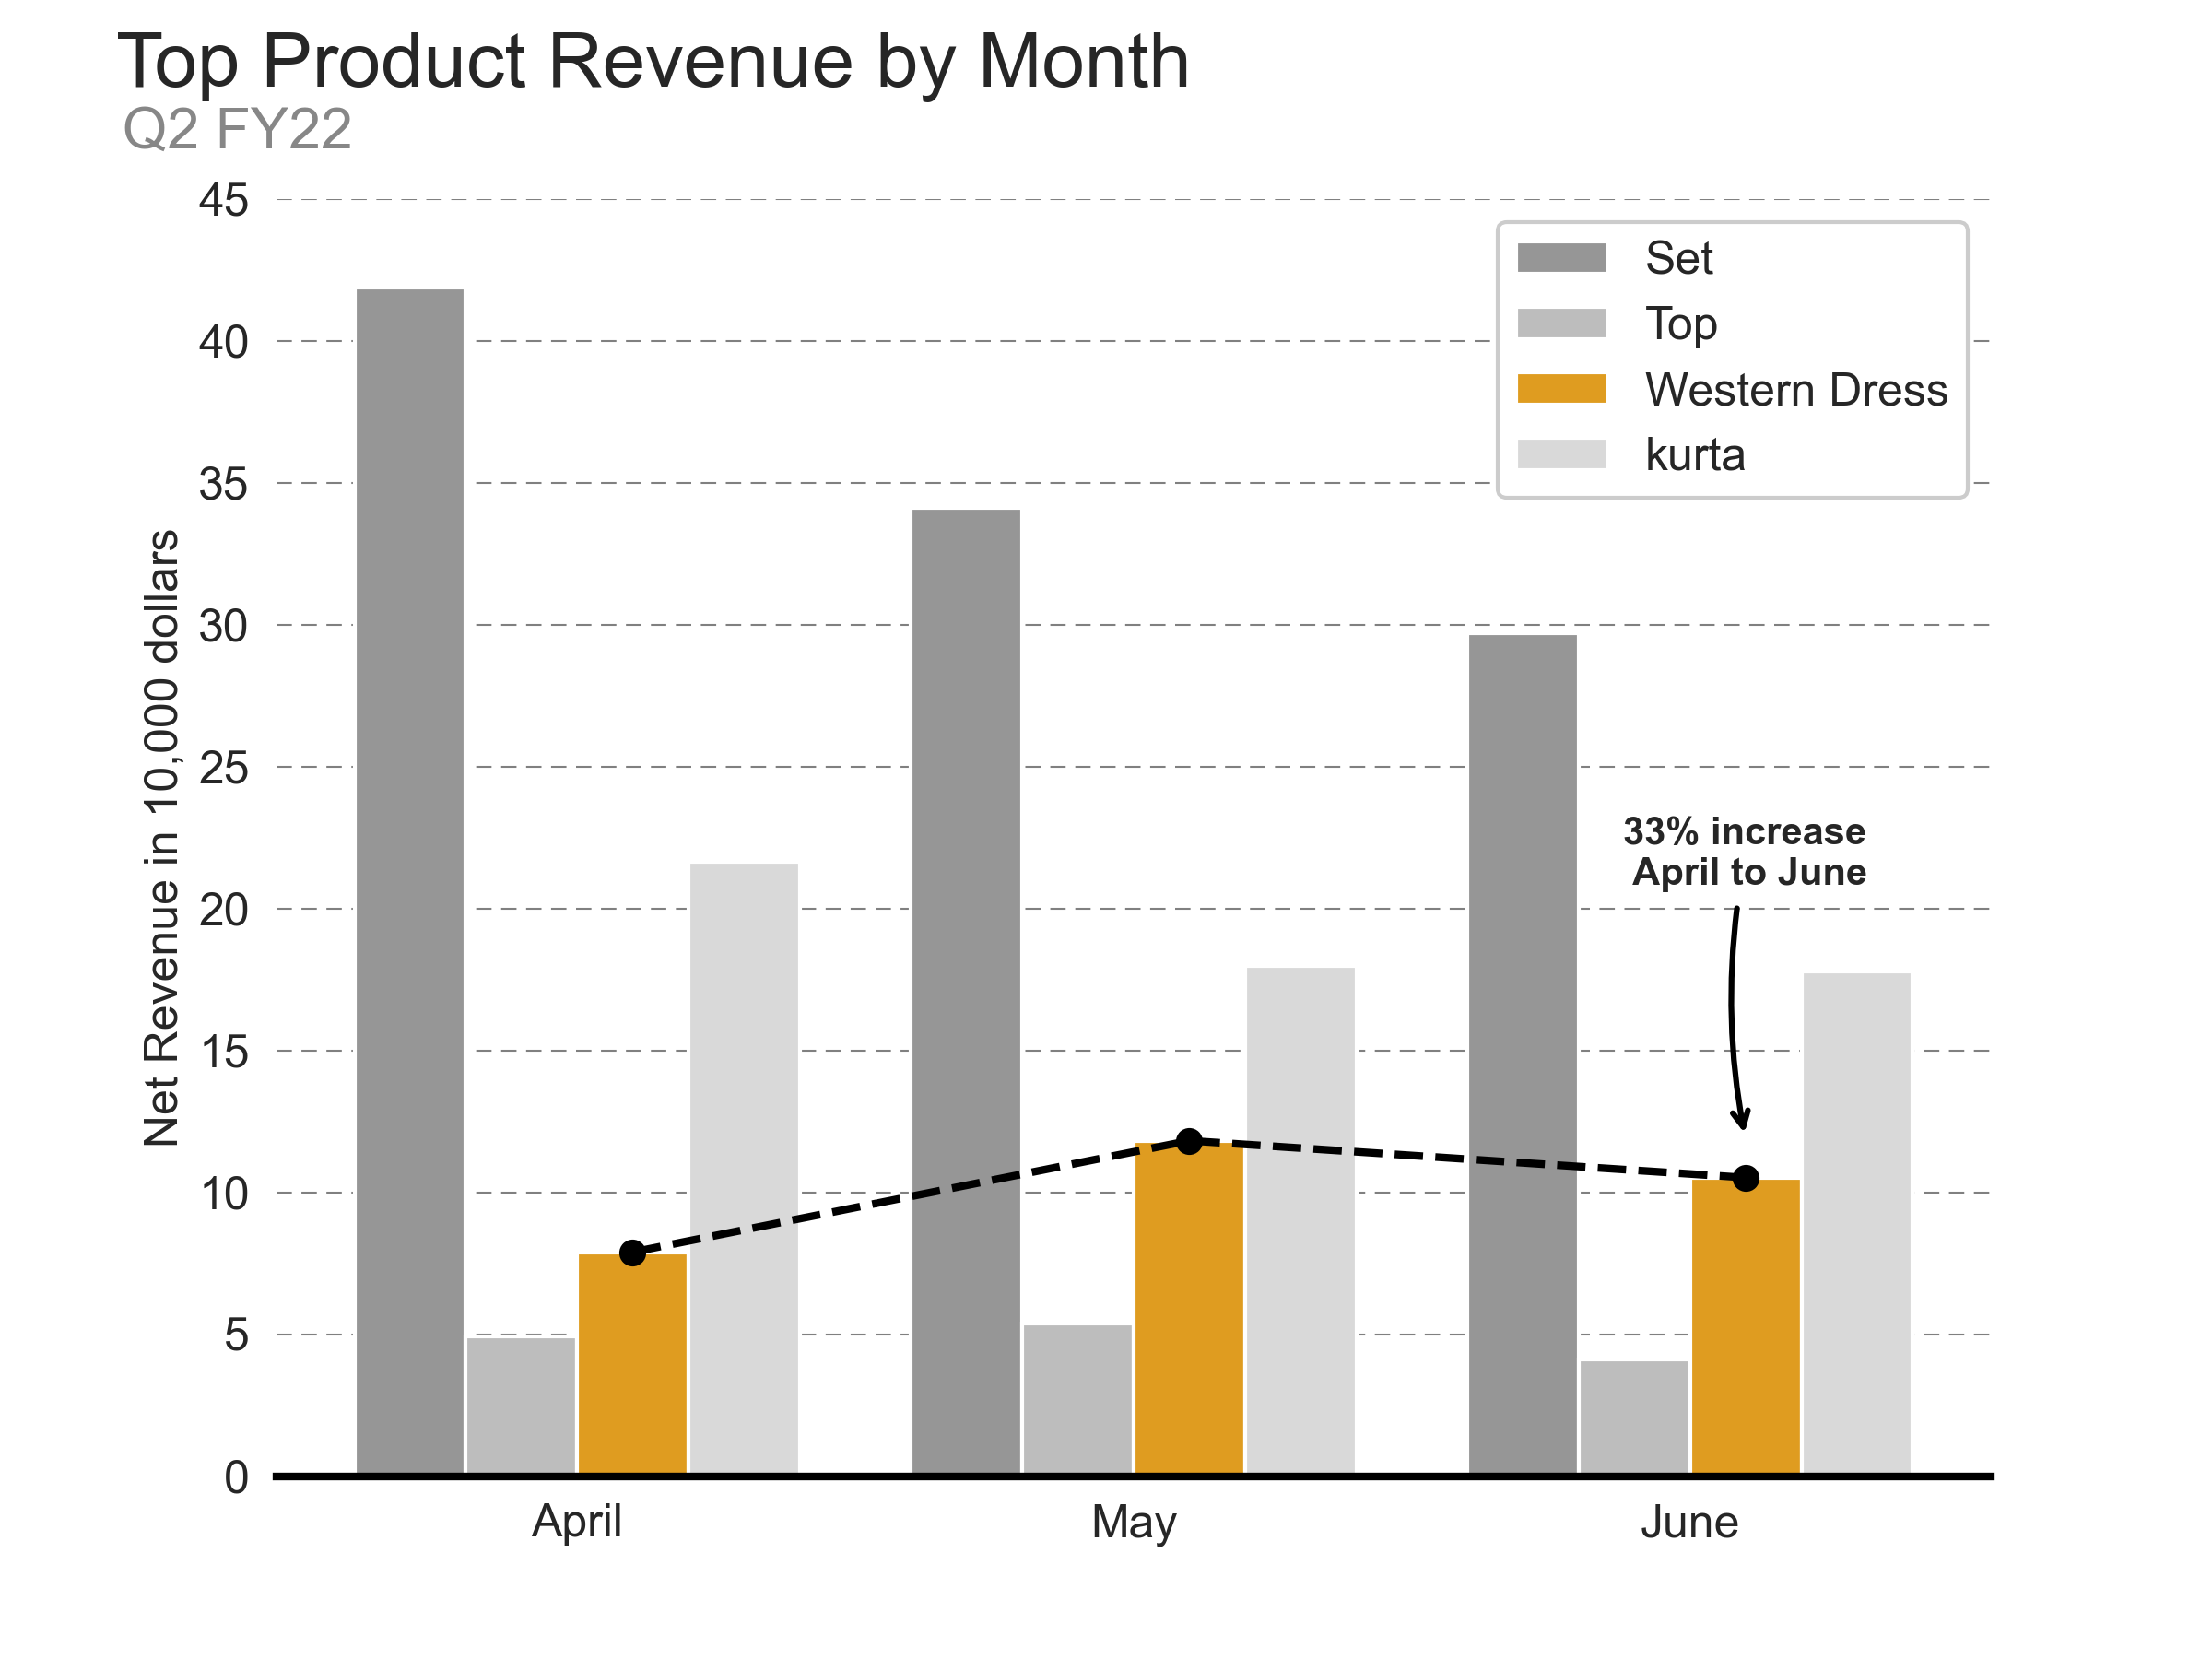 Top Product Revenue by Month
Q2 FY22
Net Revenue in 10,000 dollars
45
40
35
30
25
20
15
10
5
0
Set
Top
Western Dress
kurta
33% increase
April to June
April
May
June